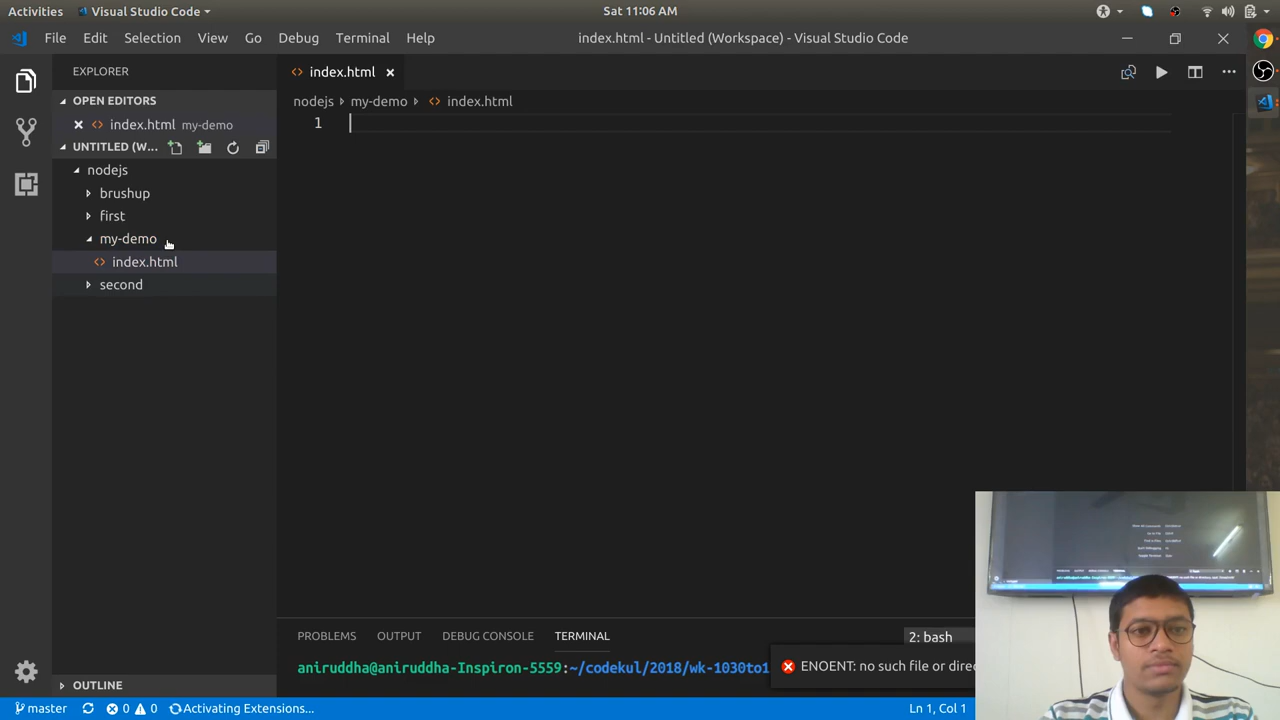 Activities Visual Studio Code Sat 11:06 AM
File Edit Selection View Go Debug Terminal Help index.html - Untitled (Workspace) - Visual Studio Code
EXPLORER index.html
OPEN EDITORS nodejs my-demo index.html
index.html my-demo 1
UNTITLED (W...
nodejs
brushup
first
my-demo
index.html
second
PROBLEMS OUTPUT DEBUG CONSOLE TERMINAL 2: bash
aniruddha@aniruddha-Inspiron-5559:~/codekul/2018/wk-1030to1 ENOENT: no such file or direc
OUTLINE
master 0 0 Activating Extensions... Ln 1, Col 1